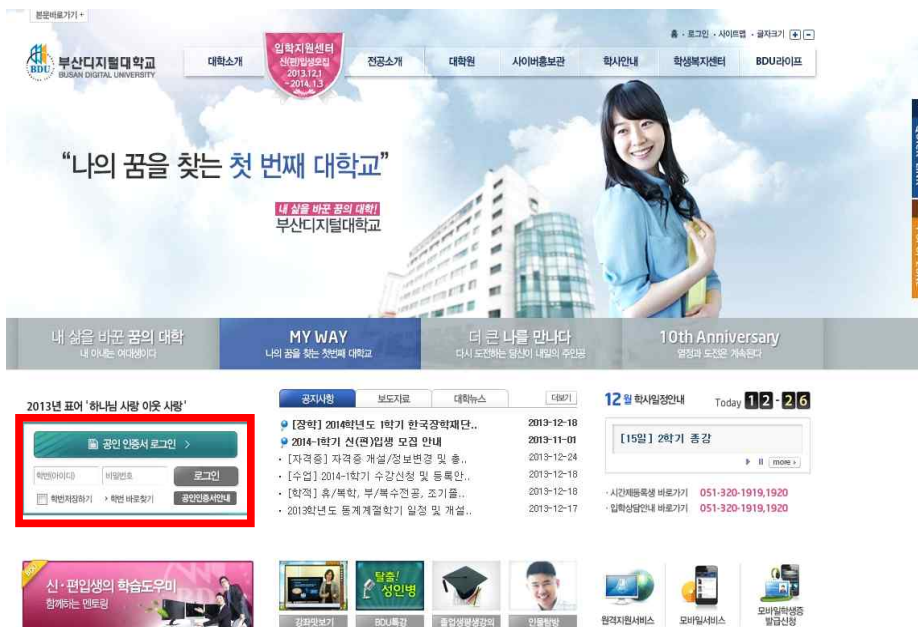 본문바로가기 +
홈 · 로그인 · 사이트맵 · 글자크기 + -
BDU 부산디지털대학교
BUSAN DIGITAL UNIVERSITY
대학소개
입학지원센터
신(편)입생모집
2013.12.1
~2014.1.3
전공소개
대학원
사이버홍보관
학사안내
학생복지센터
BDU라이프
“나의 꿈을 찾는 첫 번째 대학교”
내 삶을 바꾼 꿈의 대학!
부산디지털대학교
내 삶을 바꾼 꿈의 대학
내 아내는 여대생이다
MY WAY
나의 꿈을 찾는 첫번째 대학교
더 큰 나를 만나다
다시 도전하는 당신이 내일의 주인공
10th Anniversary
열정과 도전은 계속된다
2013년 표어 '하나님 사랑 이웃 사랑'
공인 인증서 로그인 >
학번(아이디)
비밀번호
로그인
학번저장하기
› 학번 바로찾기
공인인증서안내
공지사항
보도자료
대학뉴스
더보기
[장학] 2014학년도 1학기 한국장학재단.. 2013-12-18
2014-1학기 신(편)입생 모집 안내 2013-11-01
· [자격증] 자격증 개설/정보변경 및 총.. 2013-12-24
· [수업] 2014-1학기 수강신청 및 등록안.. 2013-12-18
· [학적] 휴/복학, 부/복수전공, 조기졸.. 2013-12-18
· 2013학년도 동계계절학기 일정 및 개설.. 2013-12-17
12월 학사일정안내 Today 12-26
[15일] 2학기 종강
more ›
· 시간제등록생 바로가기 051-320-1919,1920
· 입학상담안내 바로가기 051-320-1919,1920
BDU
신·편입생의 학습도우미
함께하는 멘토링
탈출!
성인병
강좌맛보기
BDU특강
졸업생평생강의
인물탐방
원격지원서비스
모바일서비스
모바일학생증
발급신청